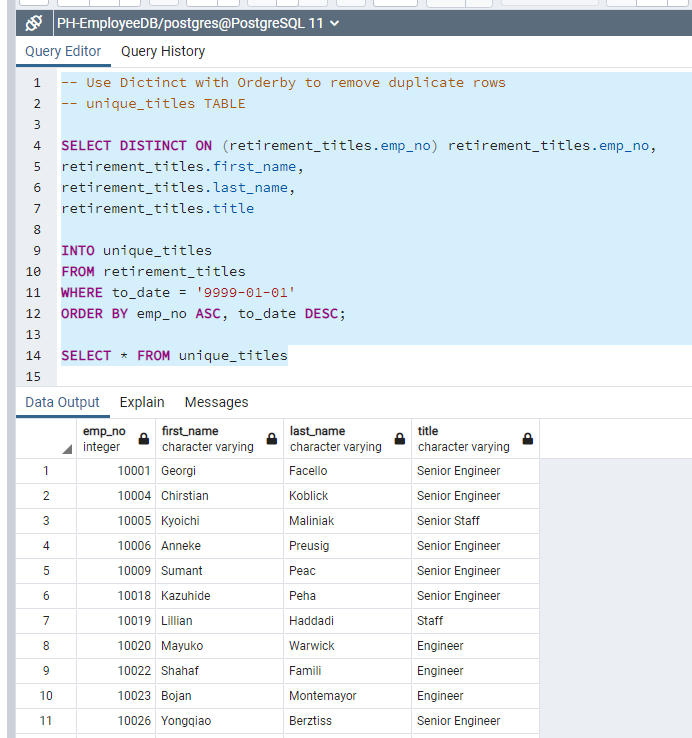 PH-EmployeeDB/postgres@PostgreSQL 11
Query Editor Query History
1 -- Use Dictinct with Orderby to remove duplicate rows
2 -- unique_titles TABLE
3
4 SELECT DISTINCT ON (retirement_titles.emp_no) retirement_titles.emp_no,
5 retirement_titles.first_name,
6 retirement_titles.last_name,
7 retirement_titles.title
8
9 INTO unique_titles
10 FROM retirement_titles
11 WHERE to_date = '9999-01-01'
12 ORDER BY emp_no ASC, to_date DESC;
13
14 SELECT * FROM unique_titles
15
Data Output Explain Messages
emp_no first_name last_name title
integer character varying character varying character varying
1 10001 Georgi Facello Senior Engineer
2 10004 Chirstian Koblick Senior Engineer
3 10005 Kyoichi Maliniak Senior Staff
4 10006 Anneke Preusig Senior Engineer
5 10009 Sumant Peac Senior Engineer
6 10018 Kazuhide Peha Senior Engineer
7 10019 Lillian Haddadi Staff
8 10020 Mayuko Warwick Engineer
9 10022 Shahaf Famili Engineer
10 10023 Bojan Montemayor Engineer
11 10026 Yongqiao Berztiss Senior Engineer